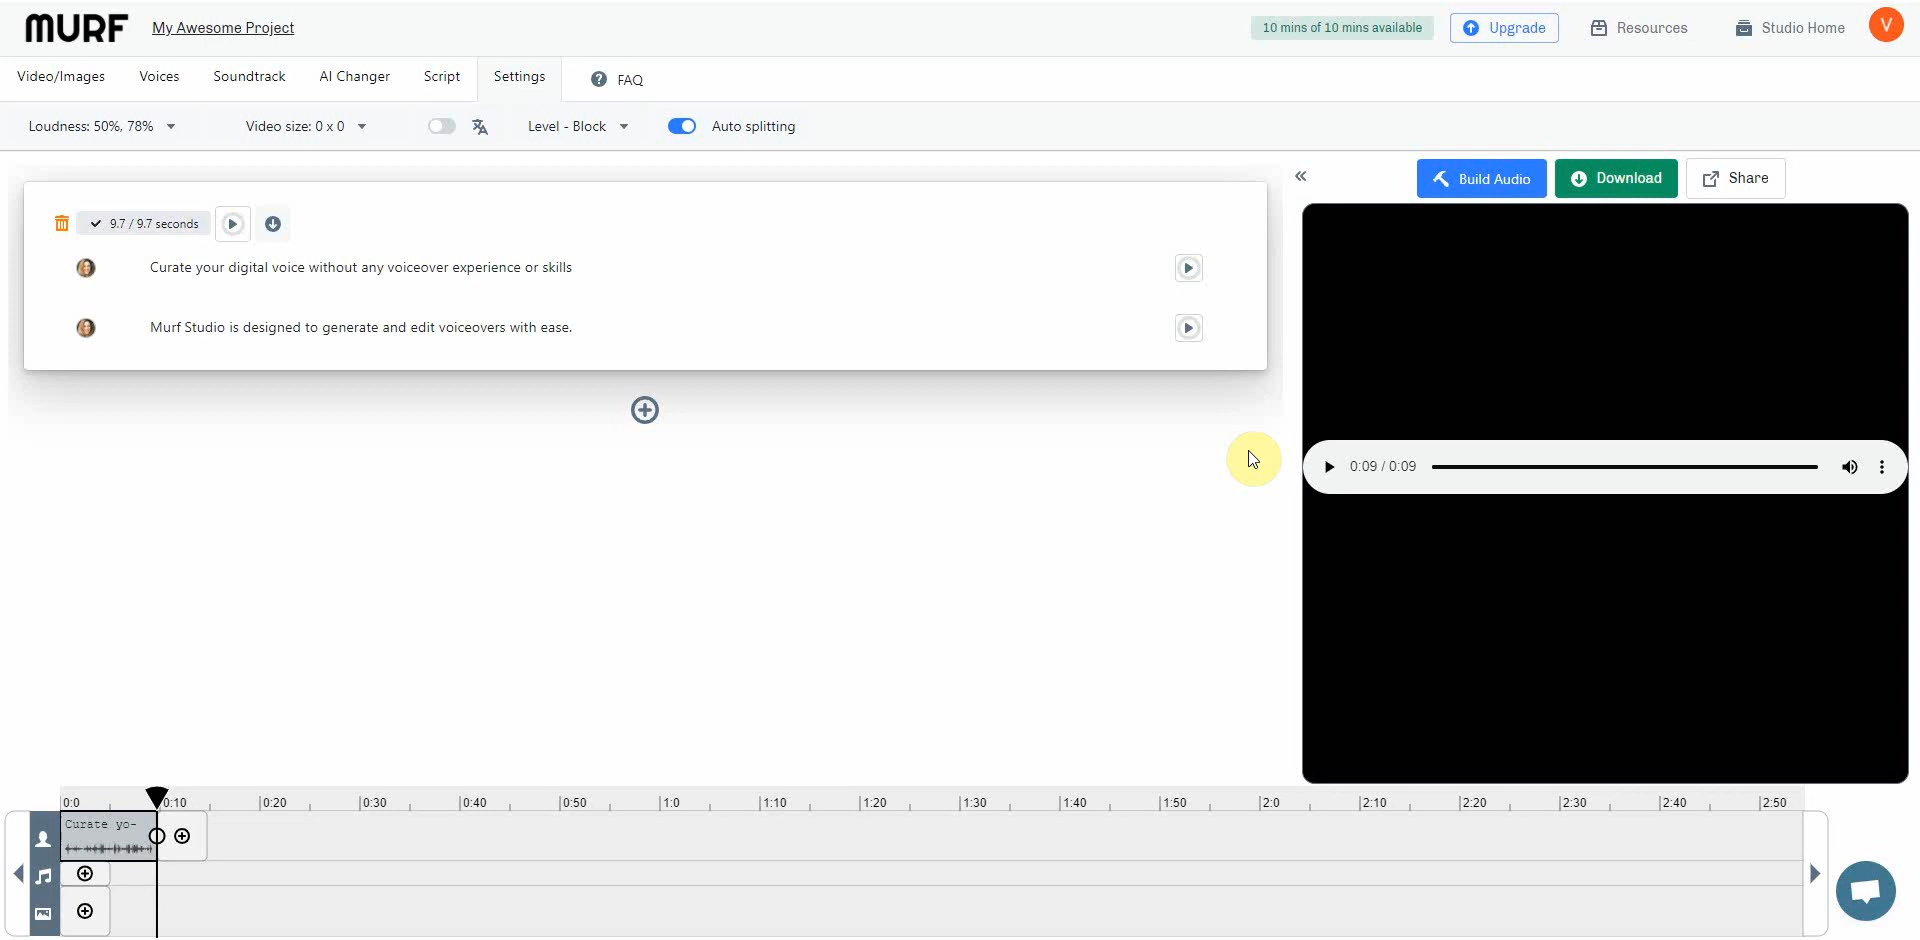 MURF
My Awesome Project
10 mins of 10 mins available
Upgrade
Resources
Studio Home
V
Video/Images
Voices
Soundtrack
AI Changer
Script
Settings
? FAQ
Loudness: 50%, 78%
Video size: 0 x 0
Level - Block
Auto splitting
Build Audio
Download
Share
9.7 / 9.7 seconds
Curate your digital voice without any voiceover experience or skills
Murf Studio is designed to generate and edit voiceovers with ease.
0:09 / 0:09
0:0
0:10
0:20
0:30
0:40
0:50
1:0
1:10
1:20
1:30
1:40
1:50
2:0
2:10
2:20
2:30
2:40
2:50
Curate yo-